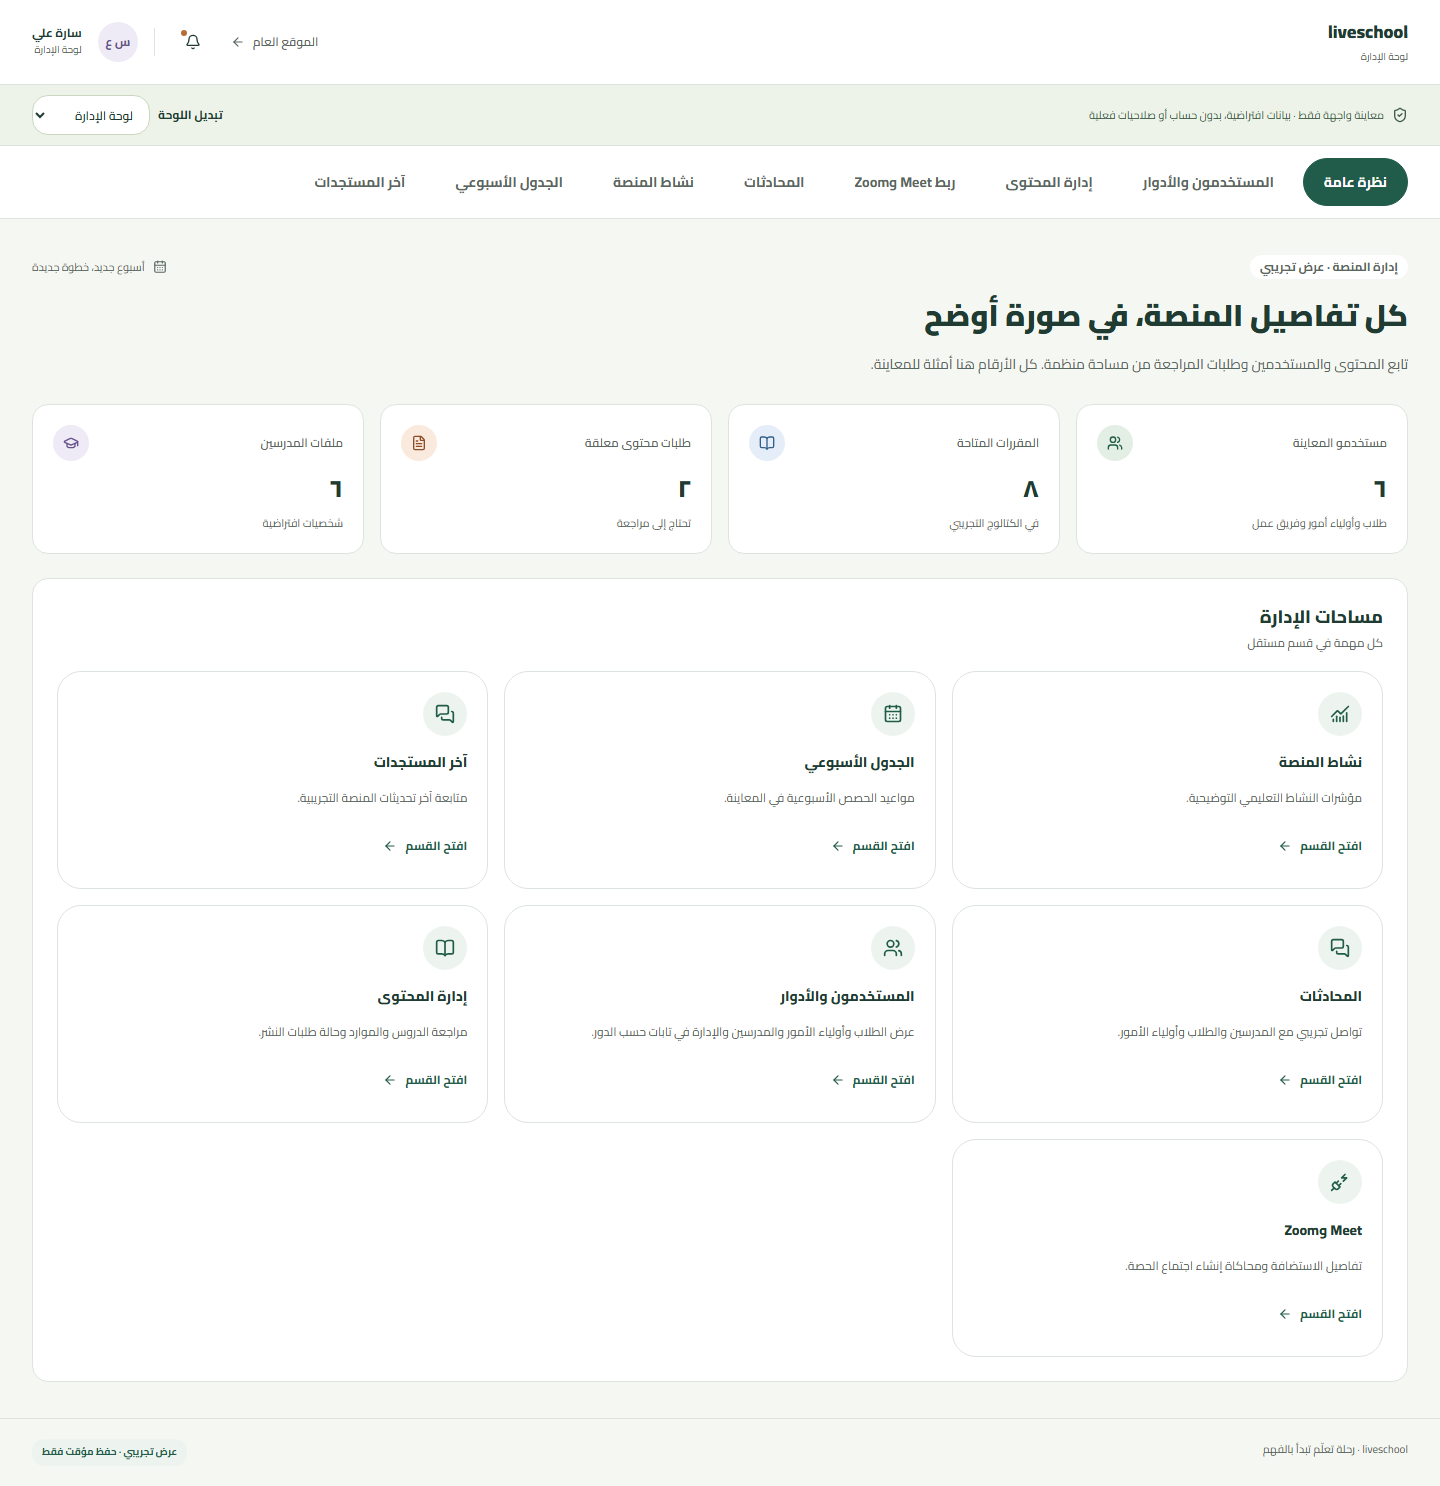 liveschool
لوحة الإدارة
الموقع العام
س ع
سارة علي
لوحة الإدارة
معاينة واجهة فقط · بيانات افتراضية، بدون حساب أو صلاحيات فعلية
تبديل اللوحة
لوحة الإدارة
نظرة عامة
المستخدمون والأدوار
إدارة المحتوى
ربط Zoomg Meet
المحادثات
نشاط المنصة
الجدول الأسبوعي
آخر المستجدات
إدارة المنصة · عرض تجريبي
أسبوع جديد، خطوة جديدة
كل تفاصيل المنصة، في صورة أوضح
تابع المحتوى والمستخدمين وطلبات المراجعة من مساحة منظمة. كل الأرقام هنا أمثلة للمعاينة.
مستخدمو المعاينة
٦
طلاب وأولياء أمور وفريق عمل
المقررات المتاحة
٨
في الكتالوج التجريبي
طلبات محتوى معلقة
٢
تحتاج إلى مراجعة
ملفات المدرسين
٦
شخصيات افتراضية
مساحات الإدارة
كل مهمة في قسم مستقل
نشاط المنصة
مؤشرات النشاط التعليمي التوضيحية.
افتح القسم
الجدول الأسبوعي
مواعيد الحصص الأسبوعية في المعاينة.
افتح القسم
آخر المستجدات
متابعة آخر تحديثات المنصة التجريبية.
افتح القسم
المحادثات
تواصل تجريبي مع المدرسين والطلاب وأولياء الأمور.
افتح القسم
المستخدمون والأدوار
عرض الطلاب وأولياء الأمور والمدرسين والإدارة في تابات حسب الدور.
افتح القسم
إدارة المحتوى
مراجعة الدروس والموارد وحالة طلبات النشر.
افتح القسم
Zoomg Meet
تفاصيل الاستضافة ومحاكاة إنشاء اجتماع الحصة.
افتح القسم
liveschool · رحلة تعلّم تبدأ بالفهم
عرض تجريبي · حفظ مؤقت فقط